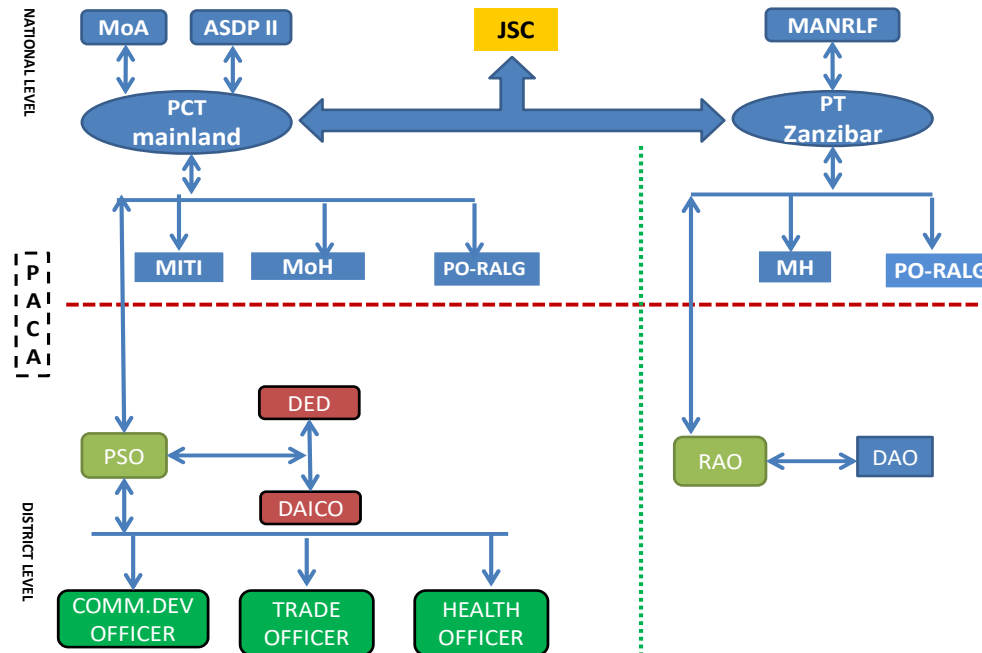 NATIONAL LEVEL
MoA
ASDP II
JSC
MANRLF
PCT
mainland
PT
Zanzibar
MITI
MoH
PO-RALG
MH
PO-RALG
P
A
C
A
DED
PSO
DAICO
RAO
DAO
DISTRICT LEVEL
COMM.DEV
OFFICER
TRADE
OFFICER
HEALTH
OFFICER